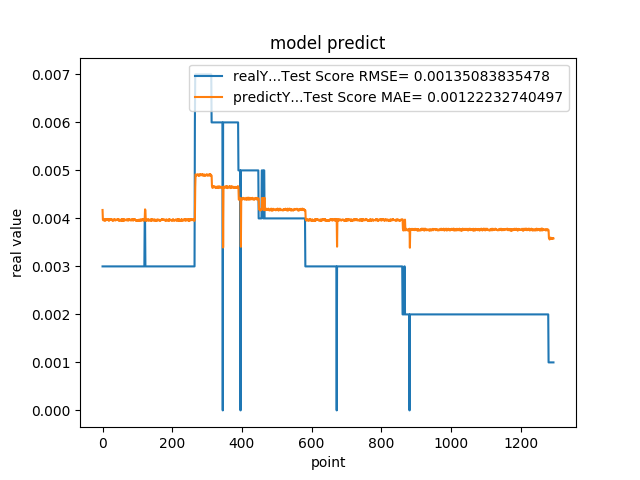 model predict
realY...Test Score RMSE= 0.00135083835478
predictY...Test Score MAE= 0.00122232740497
real value
0.007
0.006
0.005
0.004
0.003
0.002
0.001
0.000
0 200 400 600 800 1000 1200
point